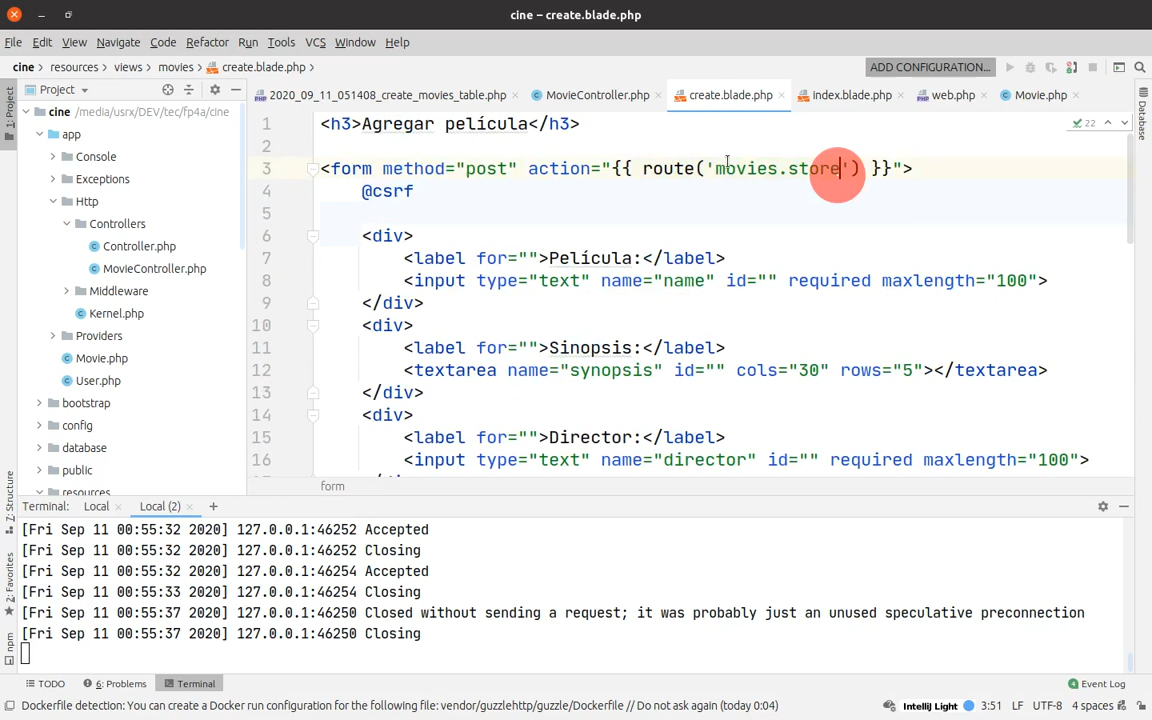 cine – create.blade.php
File Edit View Navigate Code Refactor Run Tools VCS Window Help
cine resources views movies create.blade.php ADD CONFIGURATION...
1: Project
Project
2020_09_11_051408_create_movies_table.php MovieController.php create.blade.php index.blade.php web.php Movie.php
Database
cine /media/usrx/DEV/tec/fp4a/cine
app
Console
Exceptions
Http
Controllers
Controller.php
MovieController.php
Middleware
Kernel.php
Providers
Movie.php
User.php
bootstrap
config
database
public
resources
22
1 <h3>Agregar película</h3>
2
3 <form method="post" action="{{ route('movies.store') }}">
4 @csrf
5
6 <div>
7 <label for="">Película:</label>
8 <input type="text" name="name" id="" required maxlength="100">
9 </div>
10 <div>
11 <label for="">Sinopsis:</label>
12 <textarea name="synopsis" id="" cols="30" rows="5"></textarea>
13 </div>
14 <div>
15 <label for="">Director:</label>
16 <input type="text" name="director" id="" required maxlength="100">
form
Z: Structure
2: Favorites
npm
Terminal: Local Local (2)
[Fri Sep 11 00:55:32 2020] 127.0.0.1:46252 Accepted
[Fri Sep 11 00:55:32 2020] 127.0.0.1:46252 Closing
[Fri Sep 11 00:55:32 2020] 127.0.0.1:46254 Accepted
[Fri Sep 11 00:55:33 2020] 127.0.0.1:46254 Closing
[Fri Sep 11 00:55:37 2020] 127.0.0.1:46250 Closed without sending a request; it was probably just an unused speculative preconnection
[Fri Sep 11 00:55:37 2020] 127.0.0.1:46250 Closing
TODO 6: Problems Terminal 4 Event Log
Dockerfile detection: You can create a Docker run configuration for the following file: vendor/guzzlehttp/guzzle/Dockerfile // Do not ask again (today 0:04) IntelliJ Light 3:51 LF UTF-8 4 spaces